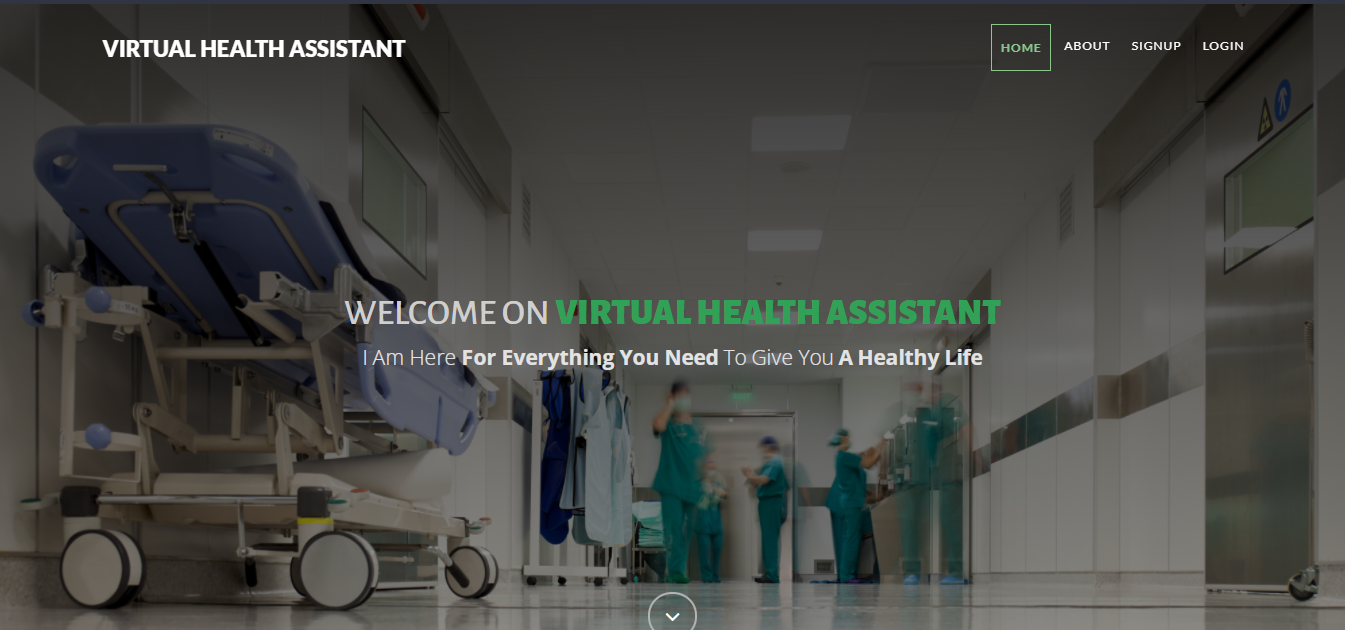 VIRTUAL HEALTH ASSISTANT
HOME ABOUT SIGNUP LOGIN
WELCOME ON VIRTUAL HEALTH ASSISTANT
I Am Here For Everything You Need To Give You A Healthy Life